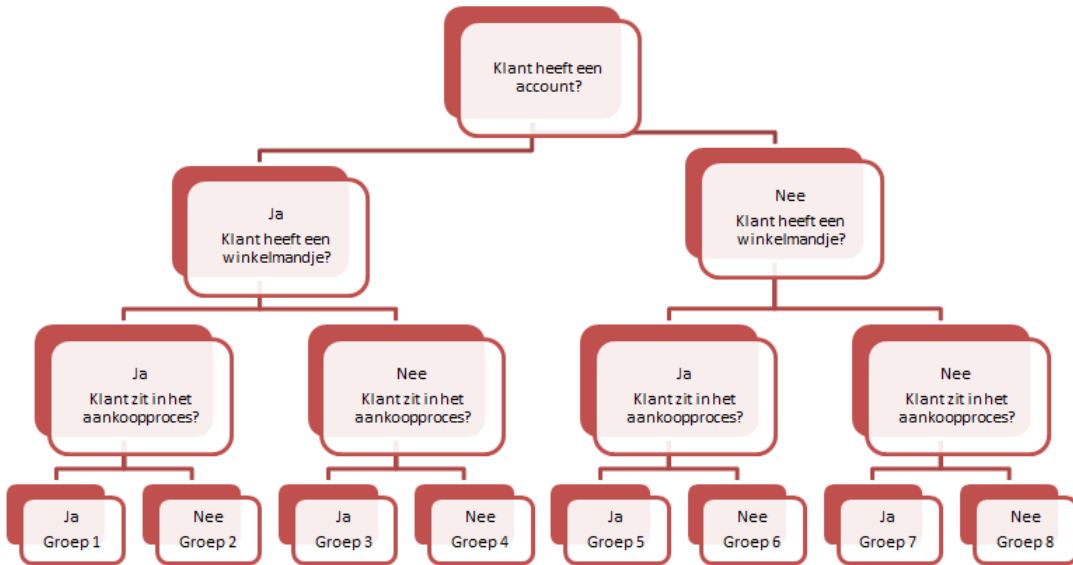 Klant heeft een
account?
Ja
Klant heeft een
winkelmandje?
Nee
Klant heeft een
winkelmandje?
Ja
Klant zit in het
aankoopproces?
Nee
Klant zit in het
aankoopproces?
Ja
Klant zit in het
aankoopproces?
Nee
Klant zit in het
aankoopproces?
Ja
Groep 1
Nee
Groep 2
Ja
Groep 3
Nee
Groep 4
Ja
Groep 5
Nee
Groep 6
Ja
Groep 7
Nee
Groep 8